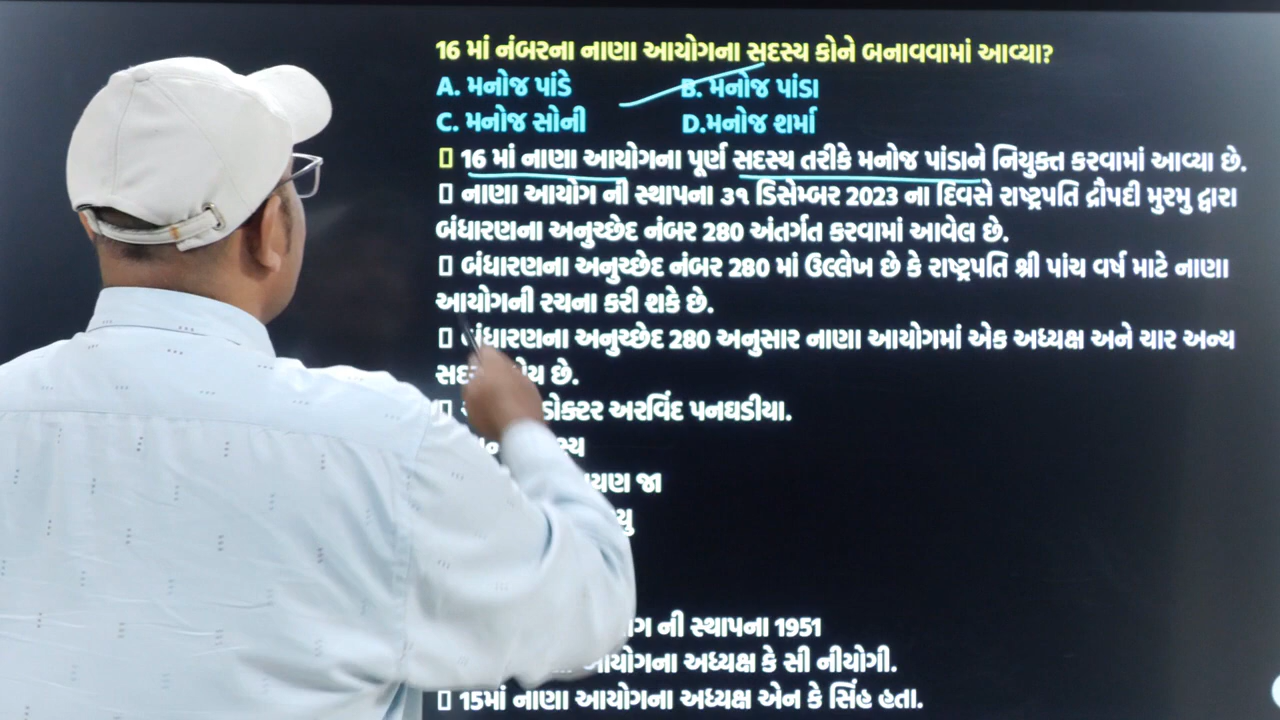 16 માં નંબરના નાણા આયોગના સદસ્ય કોને બનાવવામાં આવ્યા?
A. મનોજ પાંડે B. મનોજ પાંડા
C. મનોજ સોની D.મનોજ શર્મા
16 માં નાણા આયોગના પૂર્ણ સદસ્ય તરીકે મનોજ પાંડાને નિયુક્ત કરવામાં આવ્યા છે.
નાણા આયોગ ની સ્થાપના ૩૧ ડિસેમ્બર 2023 ના દિવસે રાષ્ટ્રપતિ દ્રૌપદી મુરમુ દ્વારા
બંધારણના અનુચ્છેદ નંબર 280 અંતર્ગત કરવામાં આવેલ છે.
બંધારણના અનુચ્છેદ નંબર 280 માં ઉલ્લેખ છે કે રાષ્ટ્રપતિ શ્રી પાંચ વર્ષ માટે નાણા
આયોગની રચના કરી શકે છે.
બંધારણના અનુચ્છેદ 280 અનુસાર નાણા આયોગમાં એક અધ્યક્ષ અને ચાર અન્ય
છે.
ડોક્ટર અરવિંદ પનઘડીયા.
જા
ની સ્થાપના 1951
આયોગના અધ્યક્ષ કે સી નીયોગી.
15માં નાણા આયોગના અધ્યક્ષ એન કે સિંહ હતા.